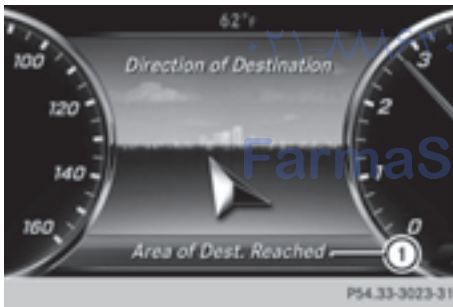 62°F
100
Direction of Destination
3
120
2
140
1
160
0
Area of Dest. Reached
1
P54.33-3023-31
FarmaS